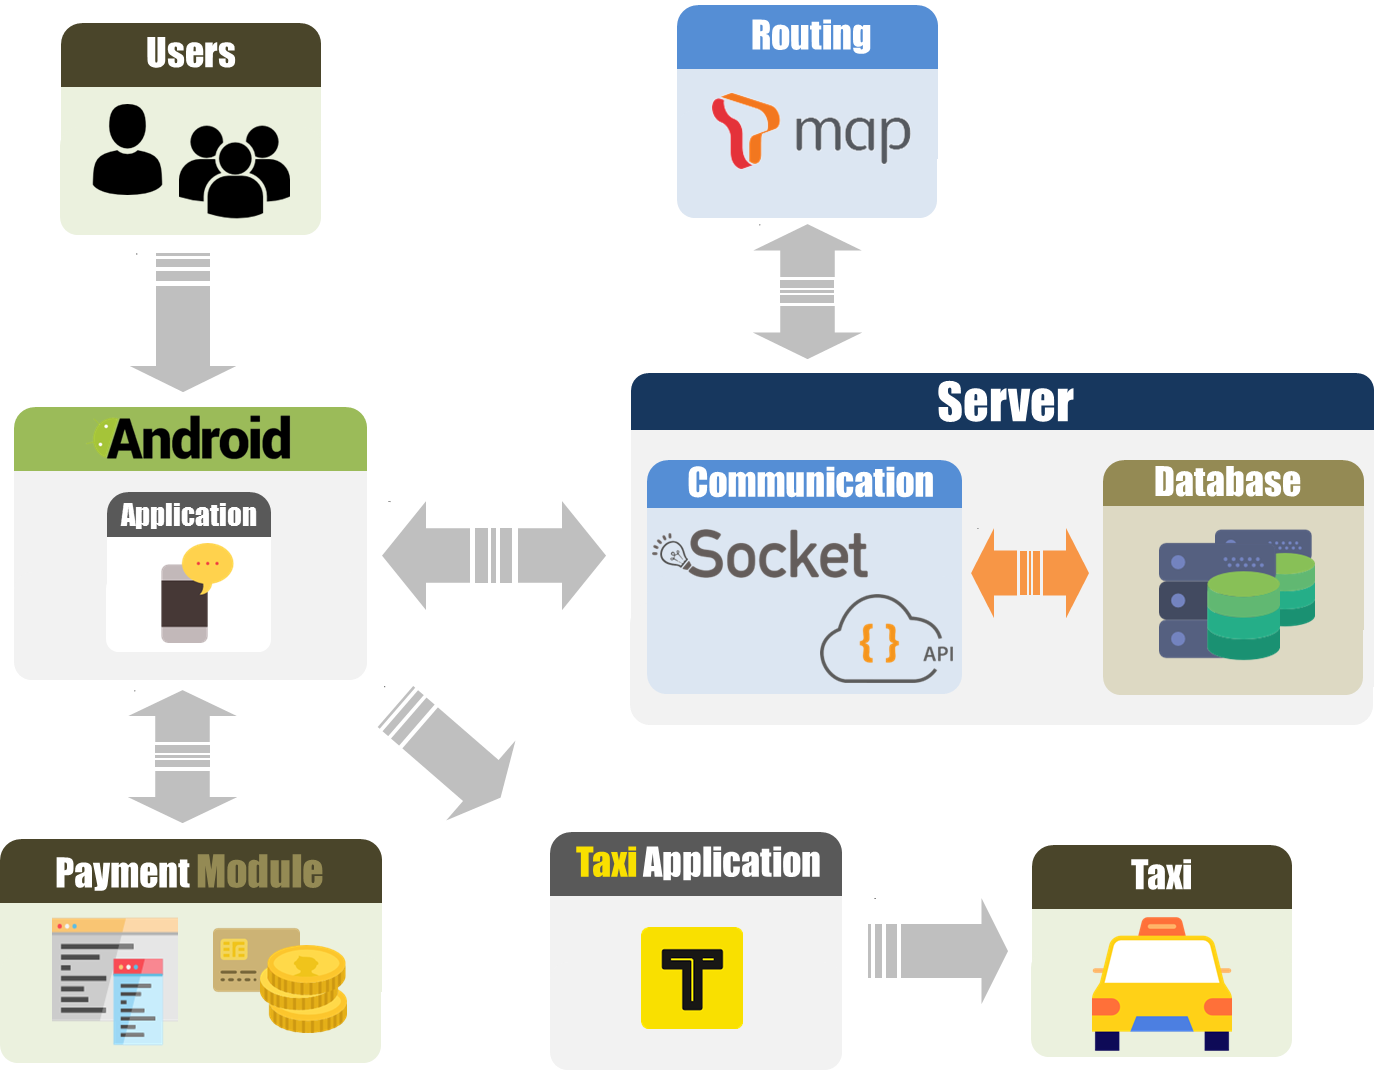 Users
Routing
T map
Android
Application
Server
Communication
Socket
{ } API
Database
Payment Module
Taxi Application
T
Taxi